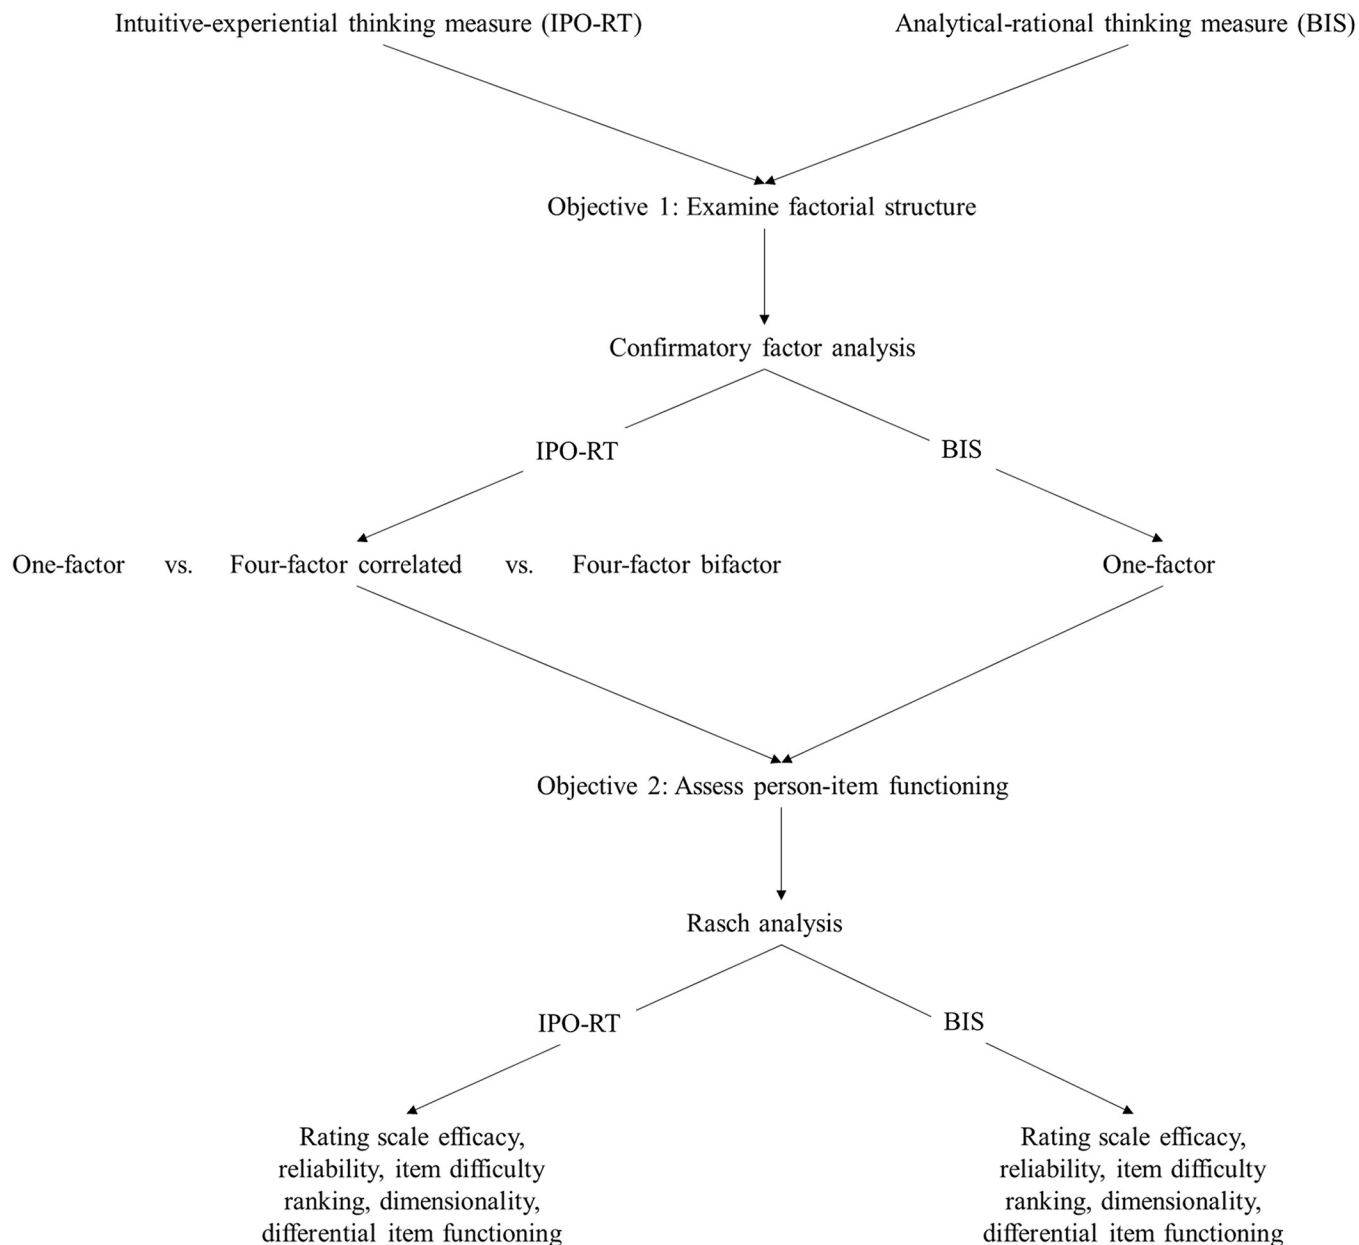 Intuitive-experiential thinking measure (IPO-RT)
Analytical-rational thinking measure (BIS)
Objective 1: Examine factorial structure
Confirmatory factor analysis
IPO-RT
BIS
One-factor vs. Four-factor correlated vs. Four-factor bifactor
One-factor
Objective 2: Assess person-item functioning
Rasch analysis
IPO-RT
BIS
Rating scale efficacy,
reliability, item difficulty
ranking, dimensionality,
differential item functioning
Rating scale efficacy,
reliability, item difficulty
ranking, dimensionality,
differential item functioning